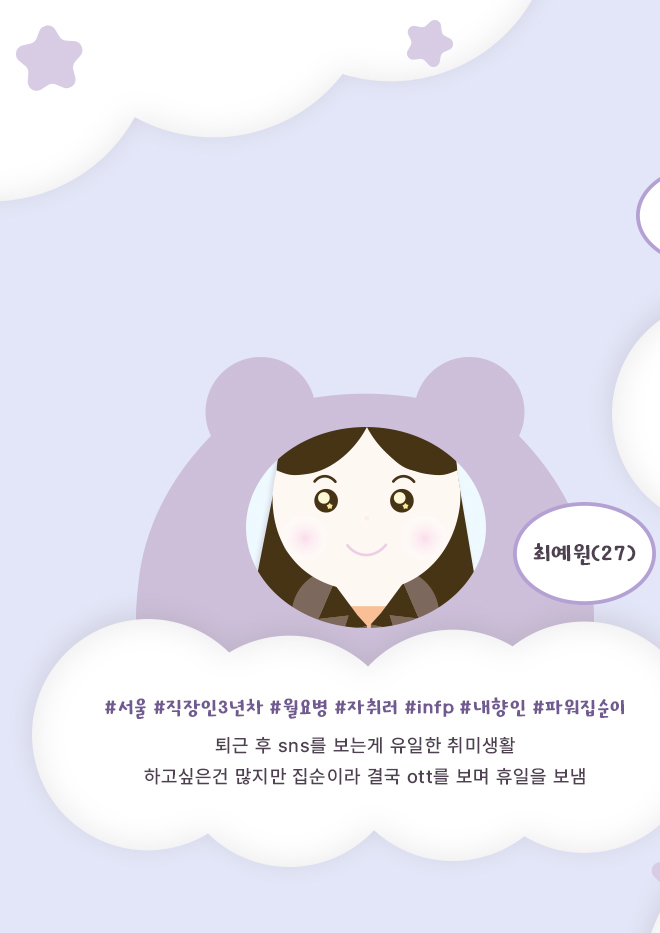 최예원(27)
#서울 #직장인3년차 #월요병 #자취러 #infp #내향인 #파워집순이
퇴근 후 sns를 보는게 유일한 취미생활
하고싶은건 많지만 집순이라 결국 ott를 보며 휴일을 보냄